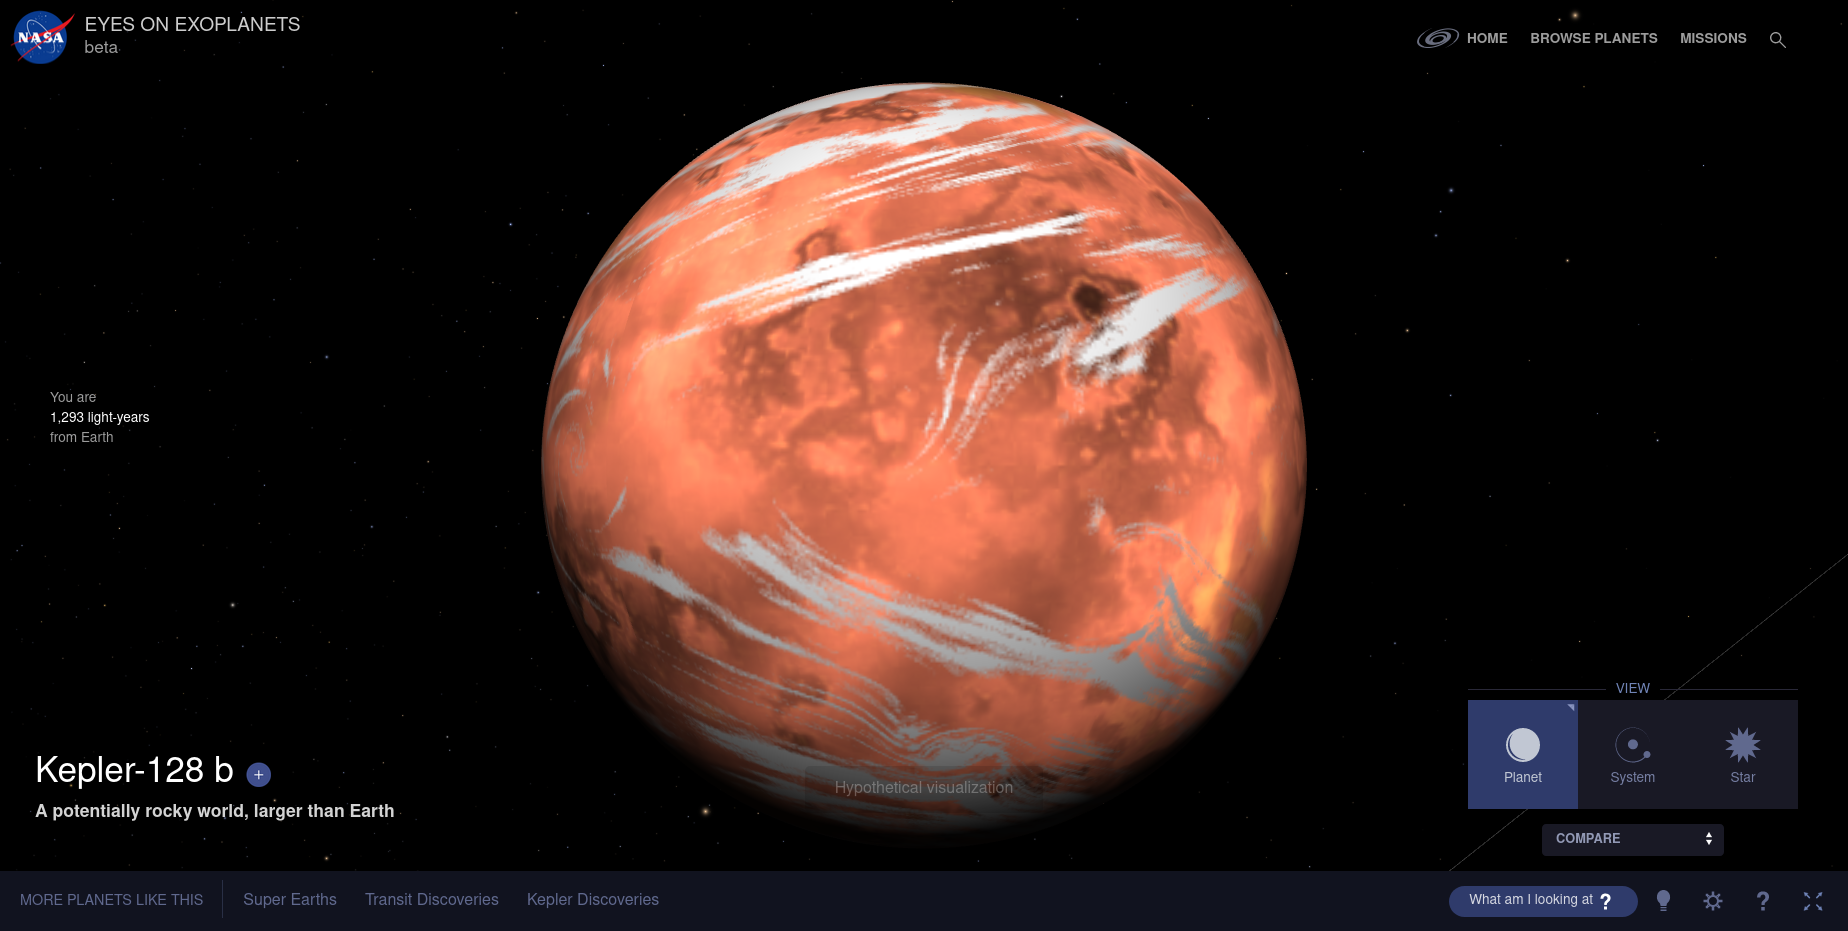 NASA
EYES ON EXOPLANETS
beta
HOME
BROWSE PLANETS
MISSIONS
You are
1,293 light-years
from Earth
VIEW
Planet
System
Star
Kepler-128 b +
A potentially rocky world, larger than Earth
Hypothetical visualization
COMPARE
MORE PLANETS LIKE THIS
Super Earths
Transit Discoveries
Kepler Discoveries
What am I looking at ?
?